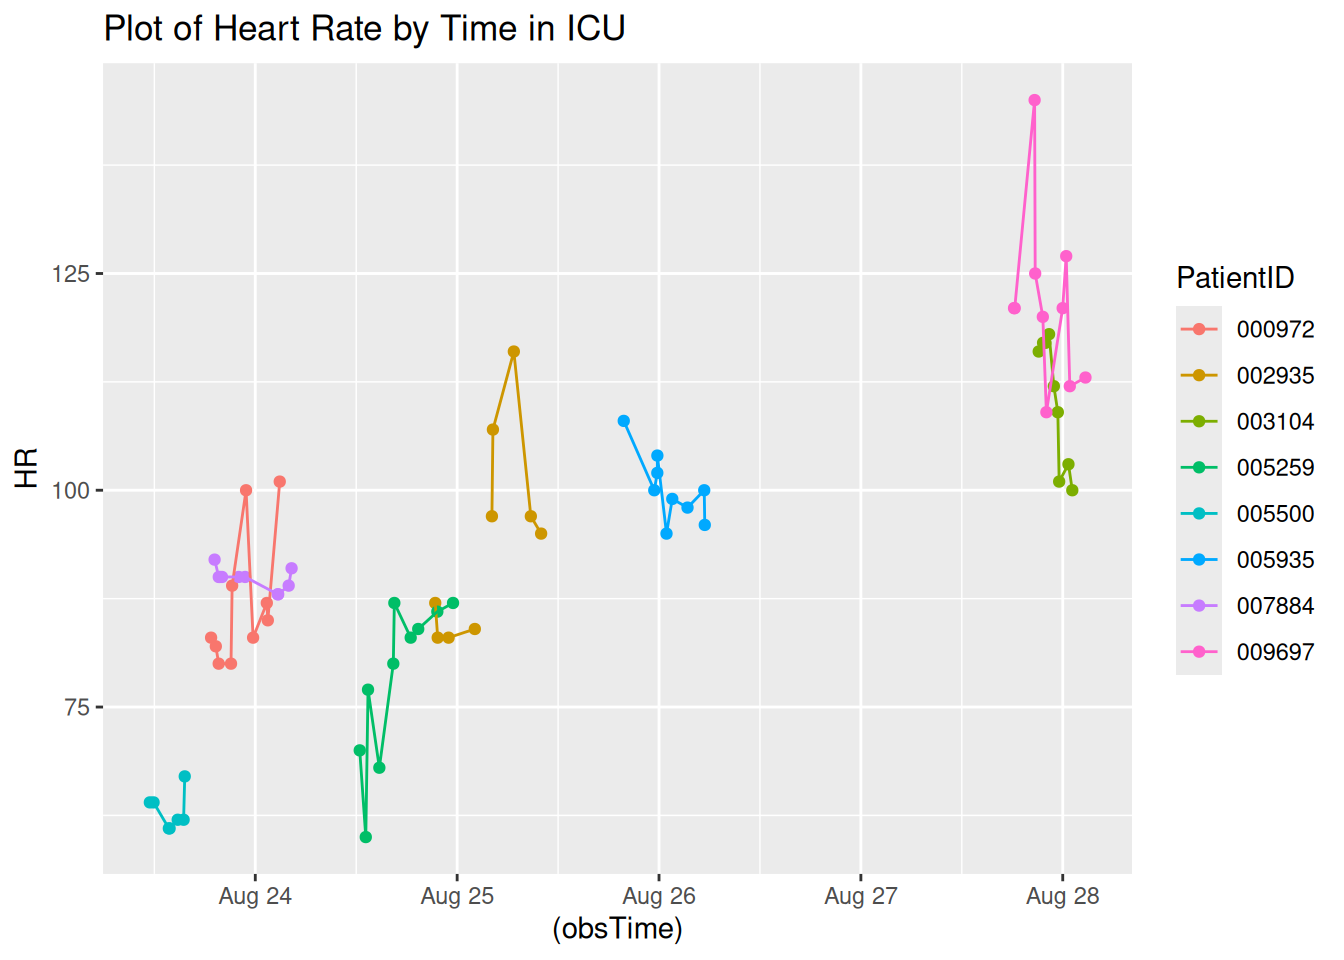 Plot of Heart Rate by Time in ICU
HR
125
100
75
Aug 24 Aug 25 Aug 26 Aug 27 Aug 28
(obsTime)
PatientID
000972
002935
003104
005259
005500
005935
007884
009697